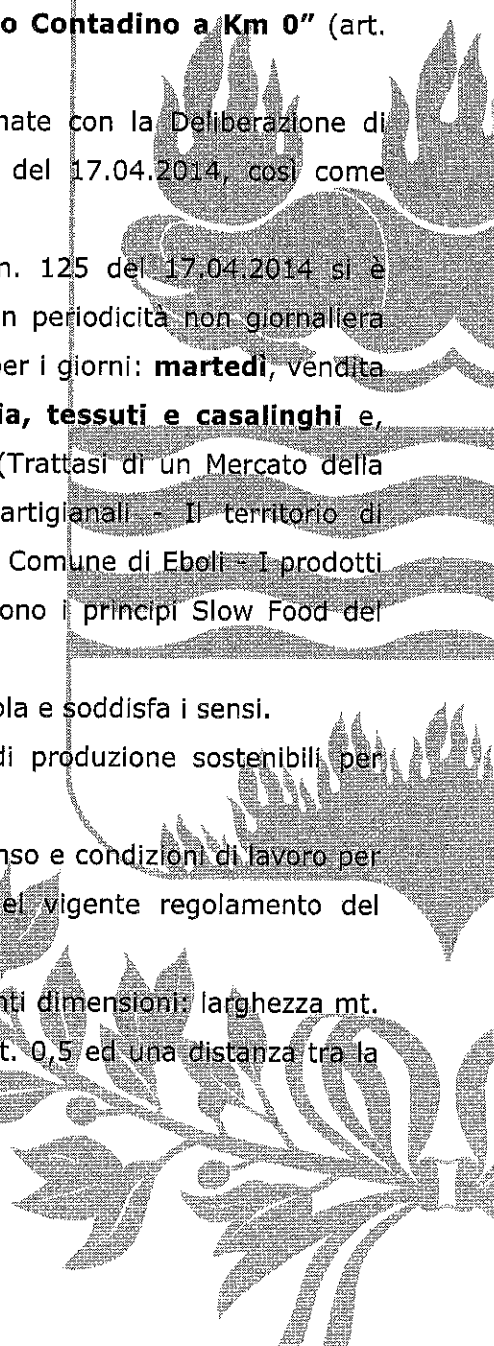 o Contadino a Km 0" (art.
nate con la Deliberazione di
del 17.04.2014, così come
n. 125 del 17.04.2014 si è
n periodicità non giornaliera
per i giorni: martedì, vendita
ia, tessuti e casalinghi e,
(Trattasi di un Mercato della
artigianali - Il territorio di
Comune di Eboli - I prodotti
ono i principi Slow Food del
ola e soddisfa i sensi.
di produzione sostenibili per
nso e condizioni di lavoro per
el vigente regolamento del
nti dimensioni: larghezza mt.
t. 0,5 ed una distanza tra la